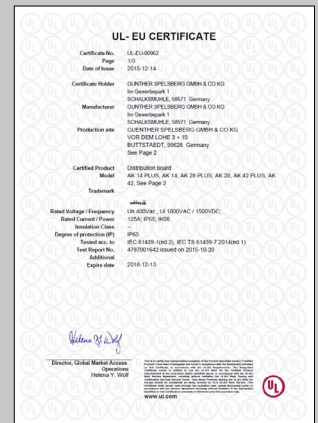 UL- EU CERTIFICATE
Certificate No. UL-EU-00962
Page 1/3
Date of Issue 2015-12-14
Certificate Holder GUNTHER SPELSBERG GMBH & CO KG
Im Gewerbepark 1
SCHALKSMUHLE, 58571 Germany
Manufacturer GUNTHER SPELSBERG GMBH & CO KG
Im Gewerbepark 1
SCHALKSMUHLE, 58571 Germany
Production site GUENTHER SPELSBERG GMBH & CO KG
VOR DEM LOHE 3 + 10
BUTTSTAEDT, 99628 Germany
See Page 2
Certified Product Distribution board
Model AK 14 PLUS, AK 14, AK 28 PLUS, AK 28, AK 42 PLUS, AK
42, See Page 2
Trademark
Rated Voltage / Frequency Un 400Vac , Ui 1000VAC / 1500VDC;
Rated Current / Power 125A; IP65; IK08
Insulation Class --
Degree of protection (IP) IP65
Tested acc. to IEC 61439- 1(ed.2), IEC TS 61439-7:2014(ed.1)
Test Report No. 4787001642 issued on 2015-10-20
Additional
Expire date 2018-12-13
Helena Y. Wolf
Director, Global Market Access
Operations
Helena Y. Wolf
www.ul.com
UL